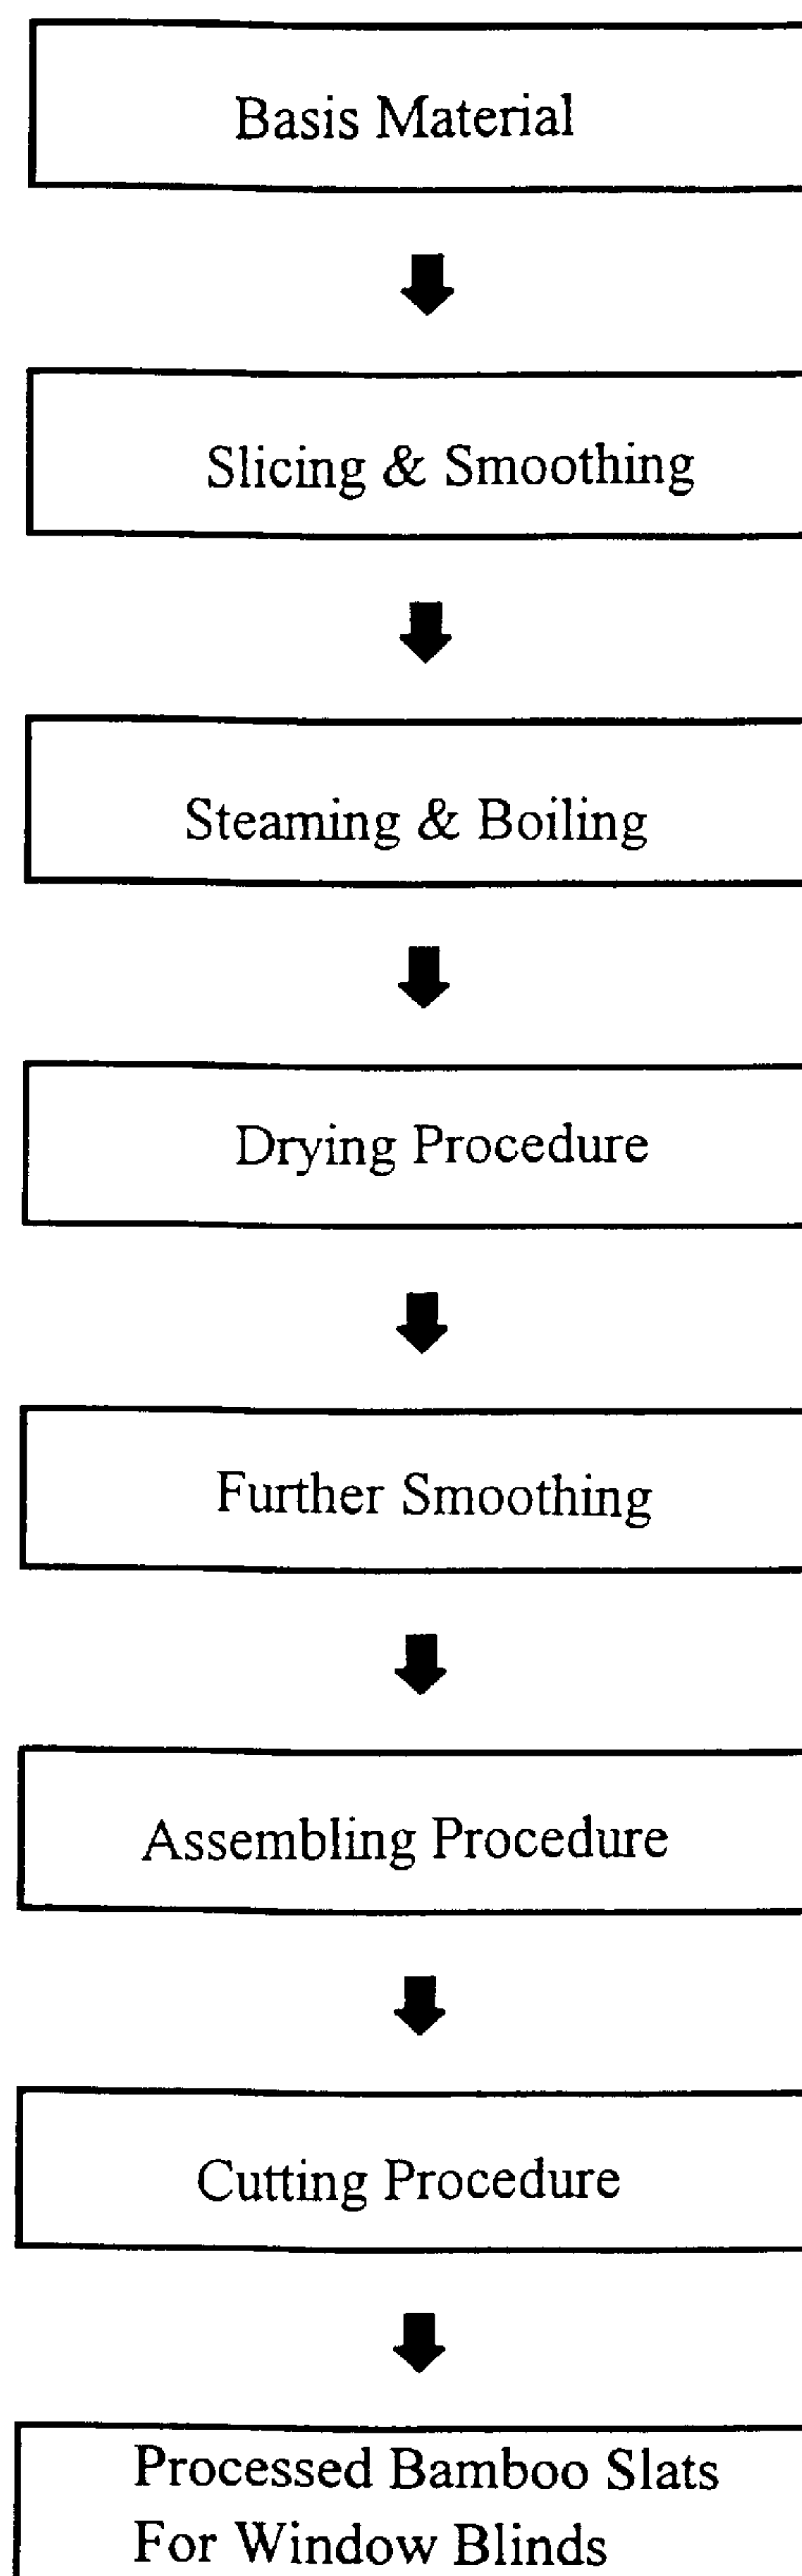 Basis Material
Slicing & Smoothing
Steaming & Boiling
Drying Procedure
Further Smoothing
Assembling Procedure
Cutting Procedure
Processed Bamboo Slats
For Window Blinds